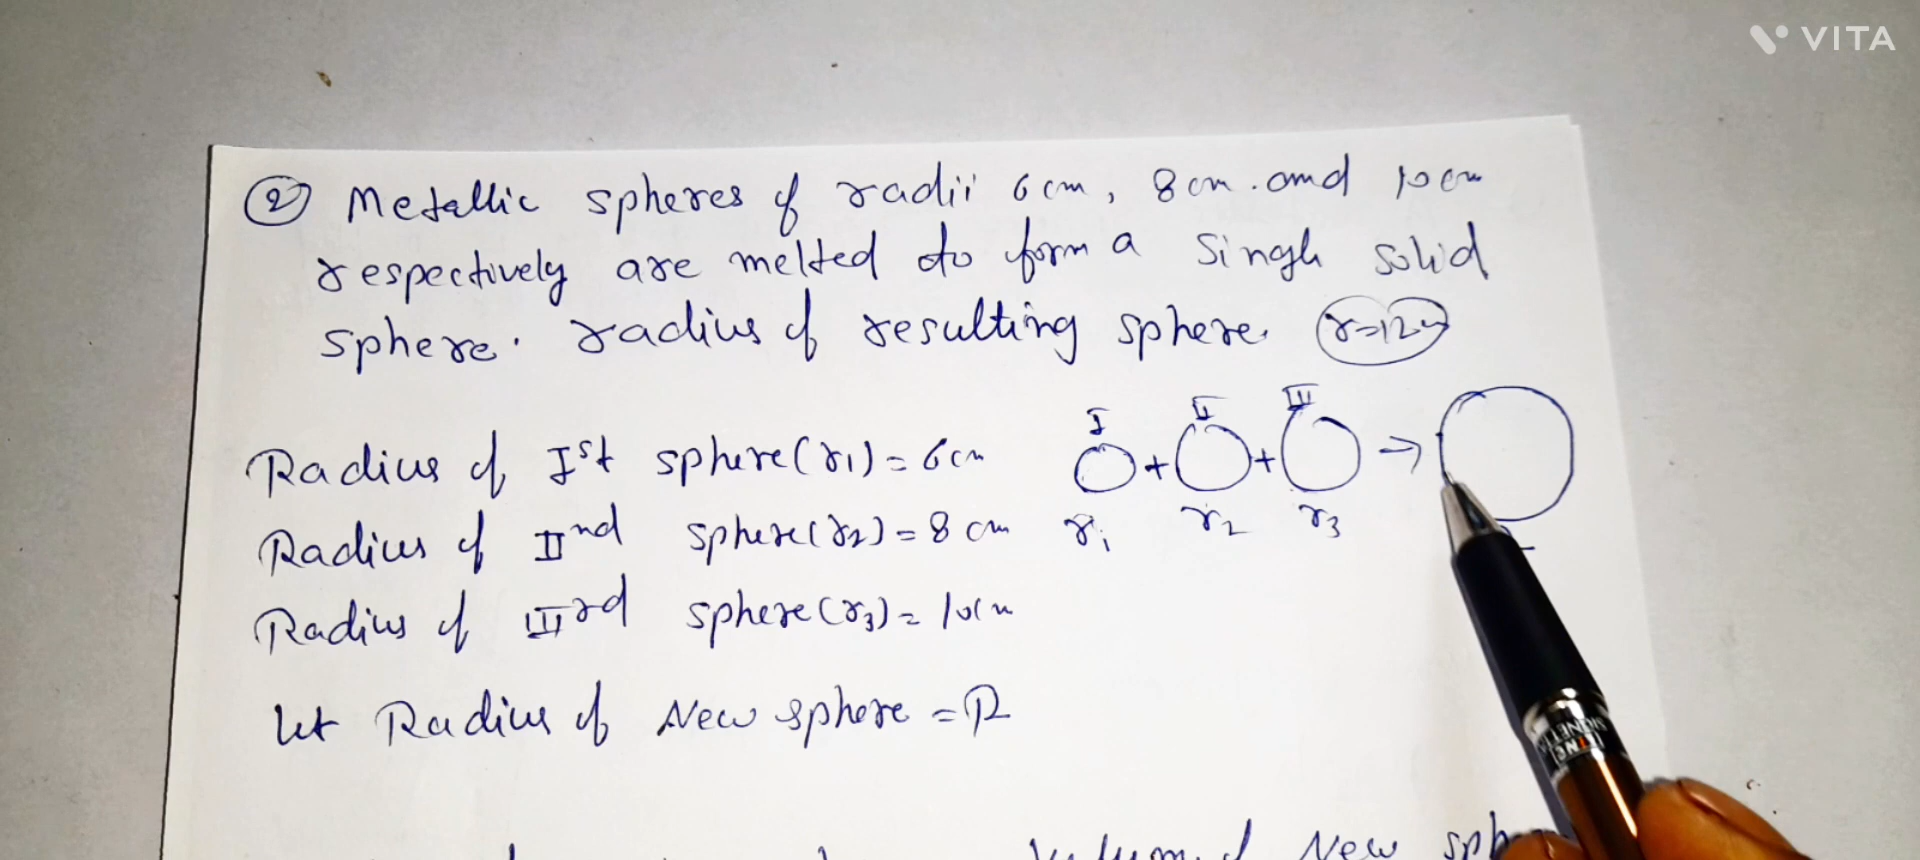 VITA
② Metallic spheres of radii 6cm, 8cm. and 10cm
respectively are melted to form a single solid
sphere. radius of resulting sphere.
Radius of Ist sphere(r1) = 6cm
I + II + III ⇒
Radius of IInd sphere(r2) = 8 cm
r1 r2 r3
Radius of IIIrd sphere(r3) = 10cm
let Radius of New sphere = R
New
PILOT